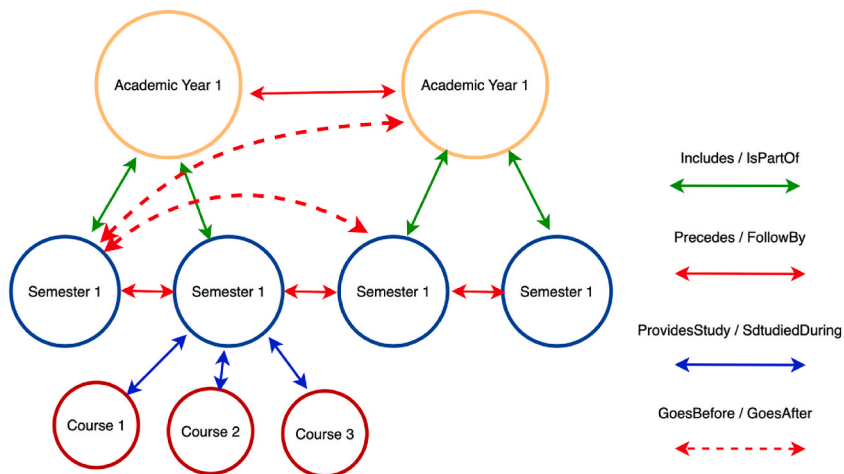 Academic Year 1
Academic Year 1
Includes / IsPartOf
Precedes / FollowBy
Semester 1
Semester 1
Semester 1
Semester 1
ProvidesStudy / SdtudiedDuring
GoesBefore / GoesAfter
Course 1
Course 2
Course 3